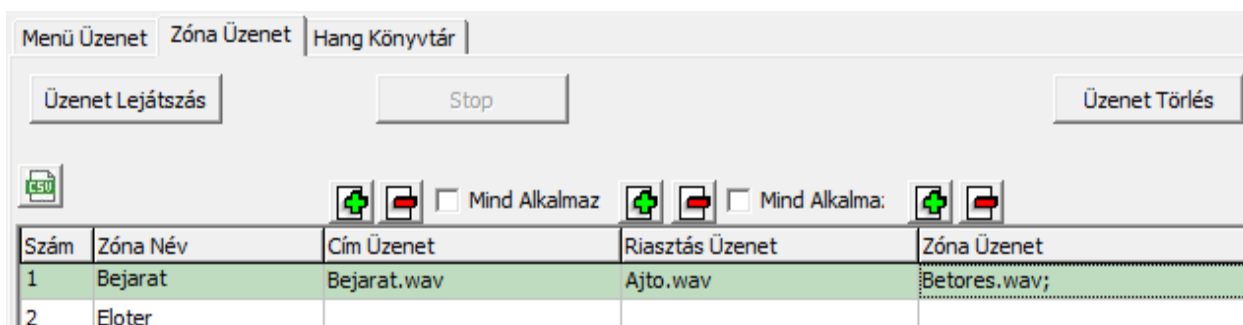 Menü Üzenet Zóna Üzenet Hang Könyvtár
Üzenet Lejátszás Stop Üzenet Törlés
CSV Mind Alkalmaz Mind Alkalma:
Szám Zóna Név Cím Üzenet Riasztás Üzenet Zóna Üzenet
1 Bejarat Bejarat.wav Ajto.wav Betores.wav;
2 Eloter